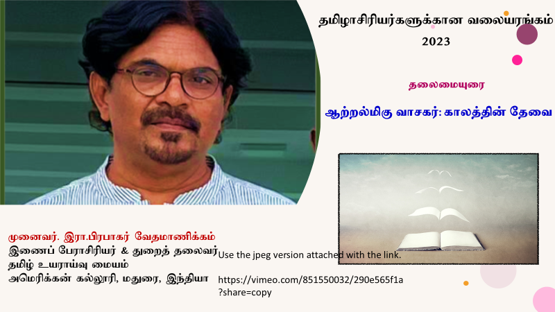 தமிழாசிரியர்களுக்கான வலையரங்கம்
2023
தலைமையுரை
ஆற்றல்மிகு வாசகர்: காலத்தின் தேவை
முனைவர். இரா.பிரபாகர் வேதமாணிக்கம்
இணைப் பேராசிரியர் & துறைத் தலைவர்
தமிழ் உயராய்வு மையம்
அமெரிக்கன் கல்லூரி, மதுரை, இந்தியா
Use the jpeg version attached with the link.
https://vimeo.com/851550032/290e565f1a
?share=copy